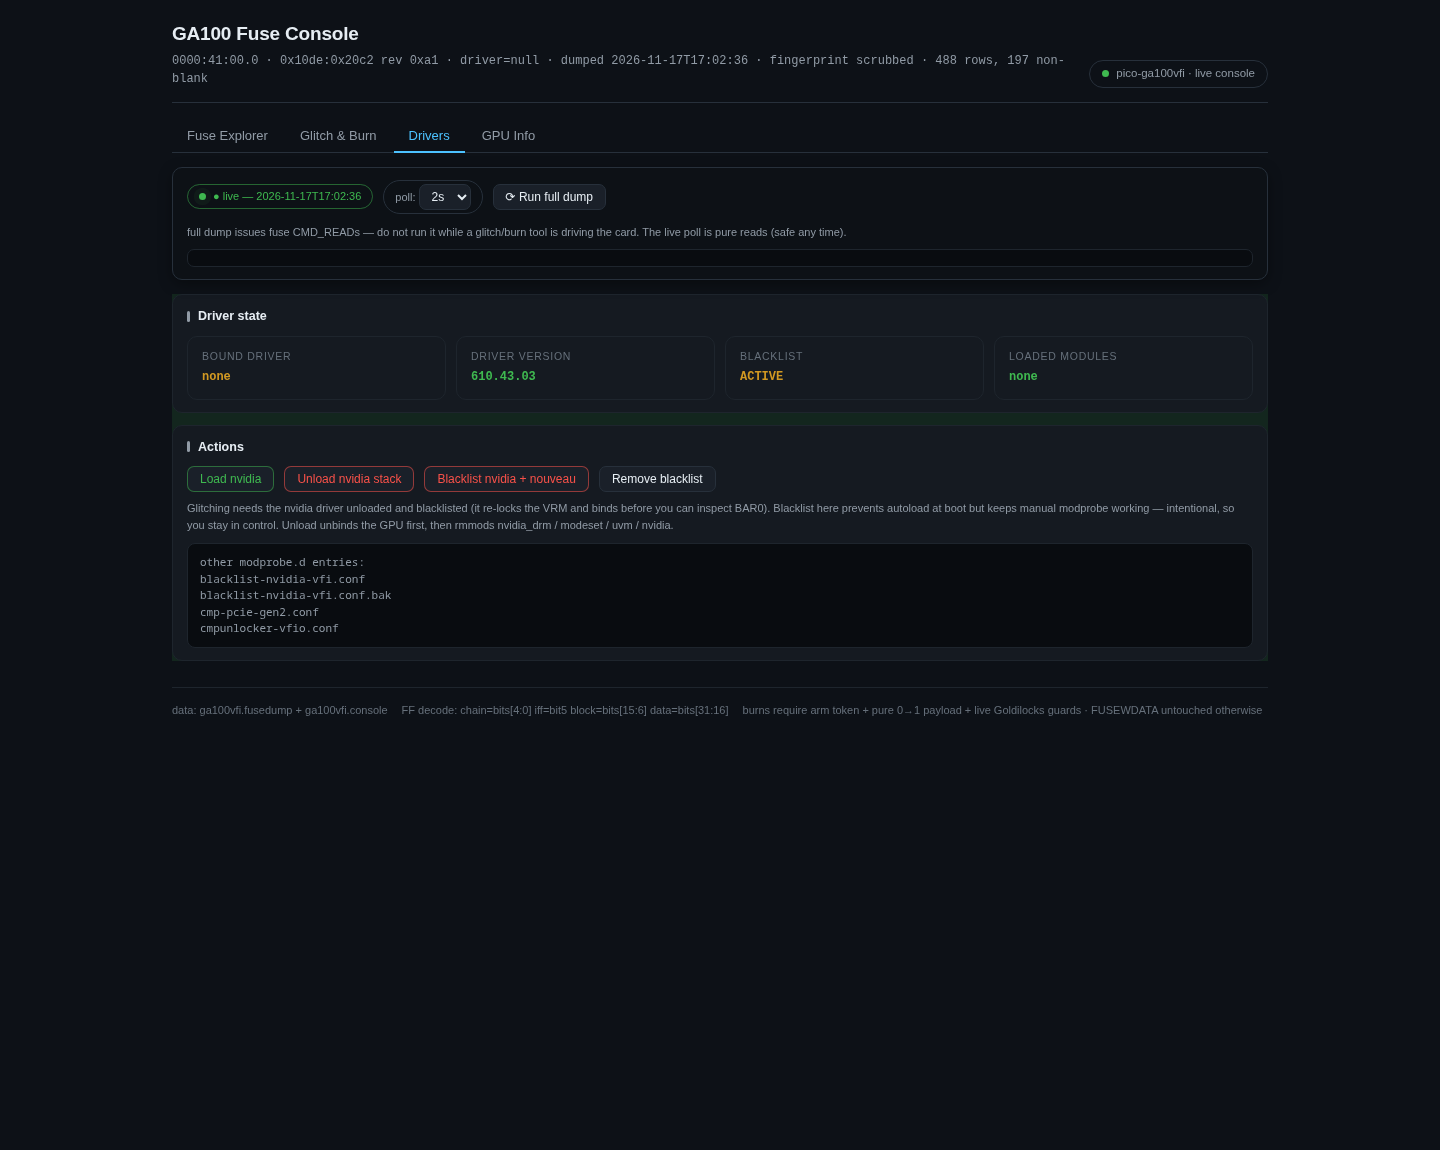 GA100 Fuse Console
0000:41:00.0 · 0x10de:0x20c2 rev 0xa1 · driver=null · dumped 2026-11-17T17:02:36 · fingerprint scrubbed · 488 rows, 197 non-
blank
pico-ga100vfi · live console
Fuse Explorer
Glitch & Burn
Drivers
GPU Info
● live — 2026-11-17T17:02:36
poll: 2s
⟳ Run full dump
full dump issues fuse CMD_READs — do not run it while a glitch/burn tool is driving the card. The live poll is pure reads (safe any time).
Driver state
BOUND DRIVER
none
DRIVER VERSION
610.43.03
BLACKLIST
ACTIVE
LOADED MODULES
none
Actions
Load nvidia
Unload nvidia stack
Blacklist nvidia + nouveau
Remove blacklist
Glitching needs the nvidia driver unloaded and blacklisted (it re-locks the VRM and binds before you can inspect BAR0). Blacklist here prevents autoload at boot but keeps manual modprobe working — intentional, so
you stay in control. Unload unbinds the GPU first, then rmmods nvidia_drm / modeset / uvm / nvidia.
other modprobe.d entries:
blacklist-nvidia-vfi.conf
blacklist-nvidia-vfi.conf.bak
cmp-pcie-gen2.conf
cmpunlocker-vfio.conf
data: ga100vfi.fusedump + ga100vfi.console
FF decode: chain=bits[4:0] iff=bit5 block=bits[15:6] data=bits[31:16]
burns require arm token + pure 0→1 payload + live Goldilocks guards · FUSEWDATA untouched otherwise